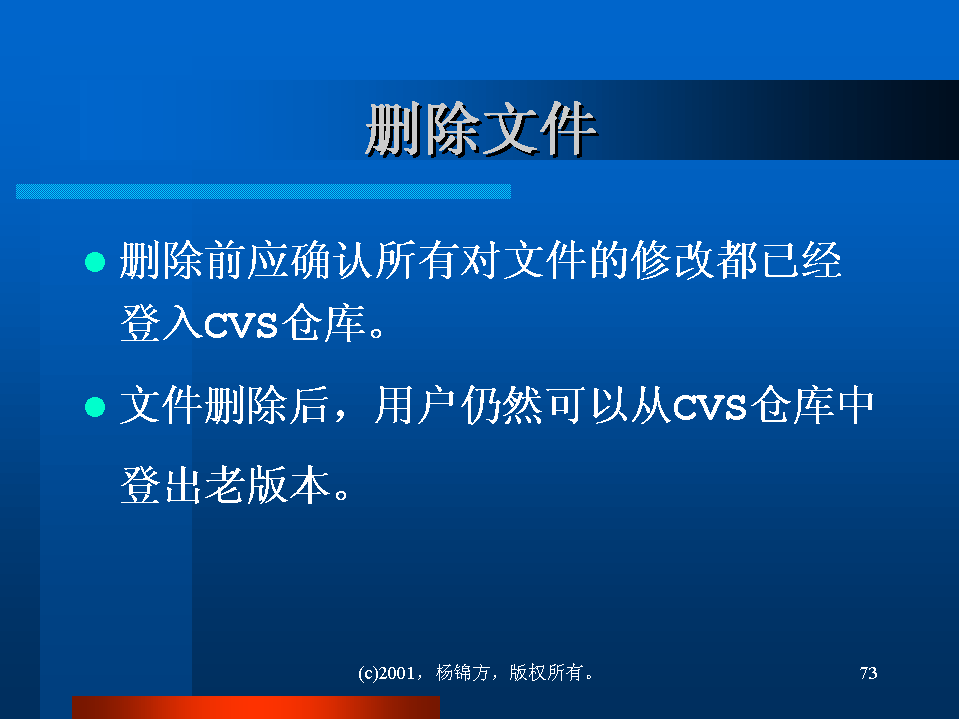 删除文件
删除前应确认所有对文件的修改都已经
登入CVS仓库。
文件删除后，用户仍然可以从CVS仓库中
登出老版本。
(c)2001，杨锦方，版权所有。
73